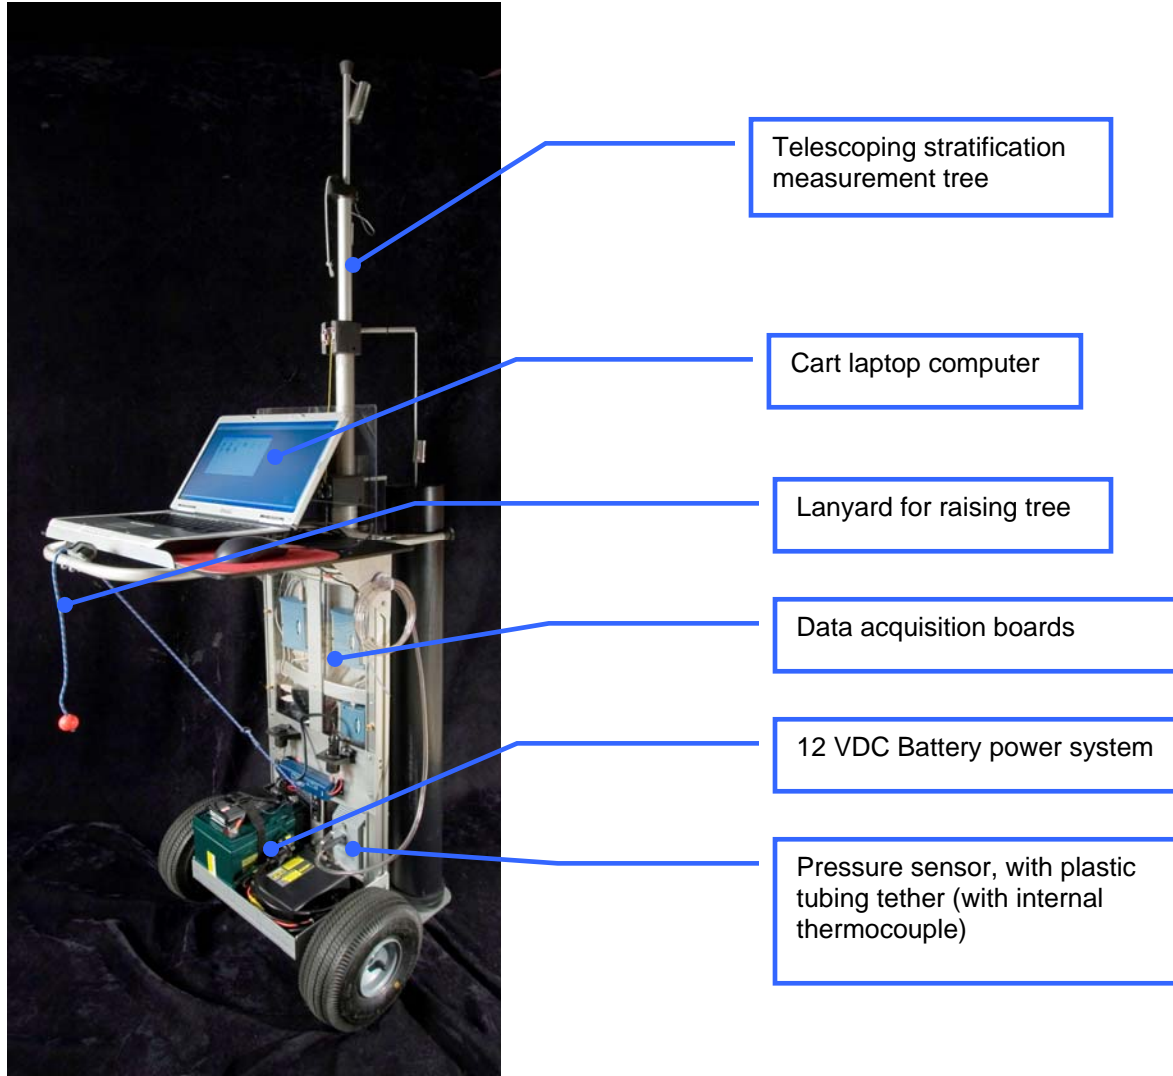 Telescoping stratification
measurement tree
Cart laptop computer
Lanyard for raising tree
Data acquisition boards
12 VDC Battery power system
Pressure sensor, with plastic
tubing tether (with internal
thermocouple)